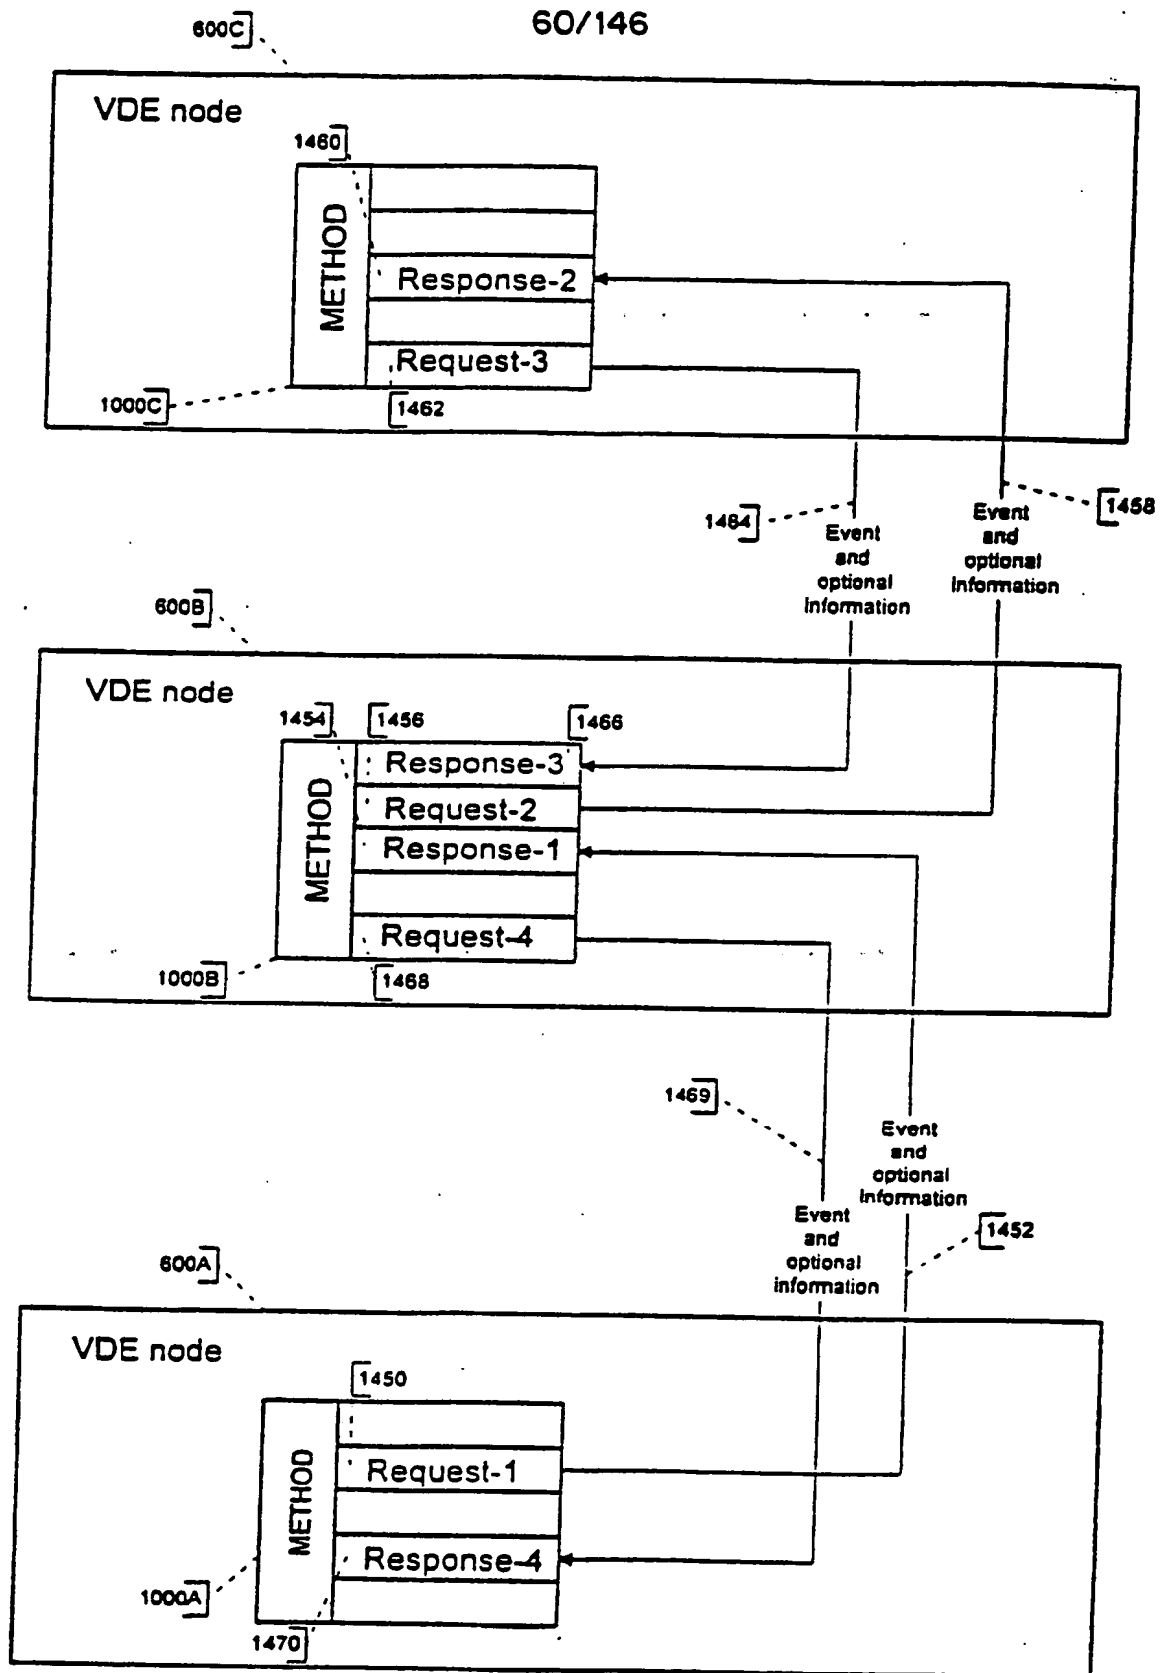 60/146
600C
VDE node
1460
METHOD
Response-2
Request-3
1000C
1462
1484
1458
Event
and
optional
Information
Event
and
optional
Information
600B
VDE node
1454
1456
1466
METHOD
Response-3
Request-2
Response-1
Request-4
1000B
1468
1469
Event
and
optional
Information
Event
and
optional
information
1452
600A
VDE node
1450
METHOD
Request-1
Response-4
1000A
1470